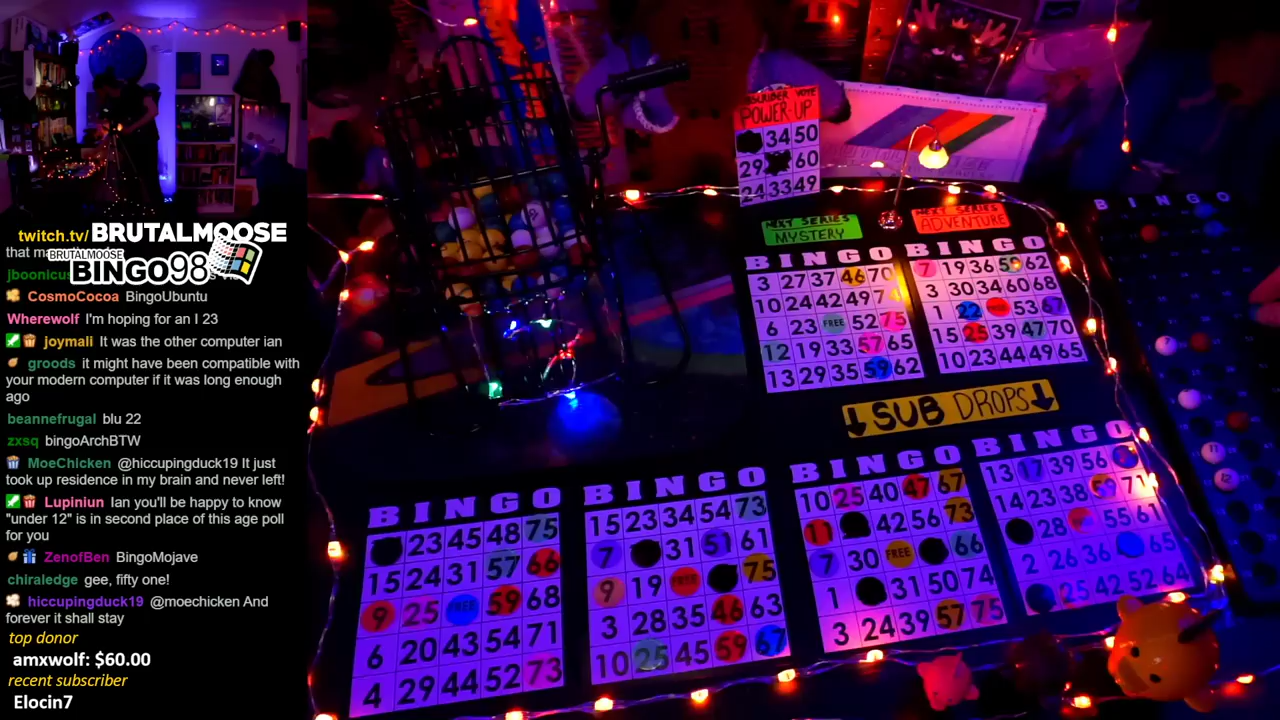 twitch.tv/BRUTALMOOSE
BRUTALMOOSE
BINGO98
that
jboonicus
CosmoCocoa BingoUbuntu
Wherewolf I'm hoping for an I 23
joymali It was the other computer ian
groods it might have been compatible with
your modern computer if it was long enough
ago
beannefrugal blu 22
zxsq bingoArchBTW
MoeChicken @hiccupingduck19 It just
took up residence in my brain and never left!
Lupiniun Ian you'll be happy to know
"under 12" is in second place of this age poll
for you
ZenofBen BingoMojave
chiraledge gee, fifty one!
hiccupingduck19 @moechicken And
forever it shall stay
top donor
amxwolf: $60.00
recent subscriber
Elocin7
VOTE
POWER-UP
34 50
29 60
24 33 49
NEXT SERIES
MYSTERY
BINGO
3 27 37 46 70
10 24 42 49
6 23 FREE 52 75
12 19 33 57 65
13 29 35 59 62
NEXT SERIES
ADVENTURE
BINGO
7 19 36 59 62
3 30 34 60 68
1 22 FREE 53 67
15 25 39 47 70
10 23 44 49 65
BINGO
↓SUB DROPS↓
BINGO
23 45 48 75
15 24 31 57 66
9 25 FREE 59 68
6 20 43 54 71
4 29 44 52 73
BINGO
15 23 34 54 73
7 31 51 61
9 19 FREE 75
3 28 35 46 63
10 25 45 59 67
BINGO
10 25 40 47 67
11 42 56 73
7 30 FREE 66
1 31 50 74
3 24 39 57 75
BINGO
13 17 39 56
14 23 38 59 71
28 FREE 55 61
2 26 36 65
25 42 52 64